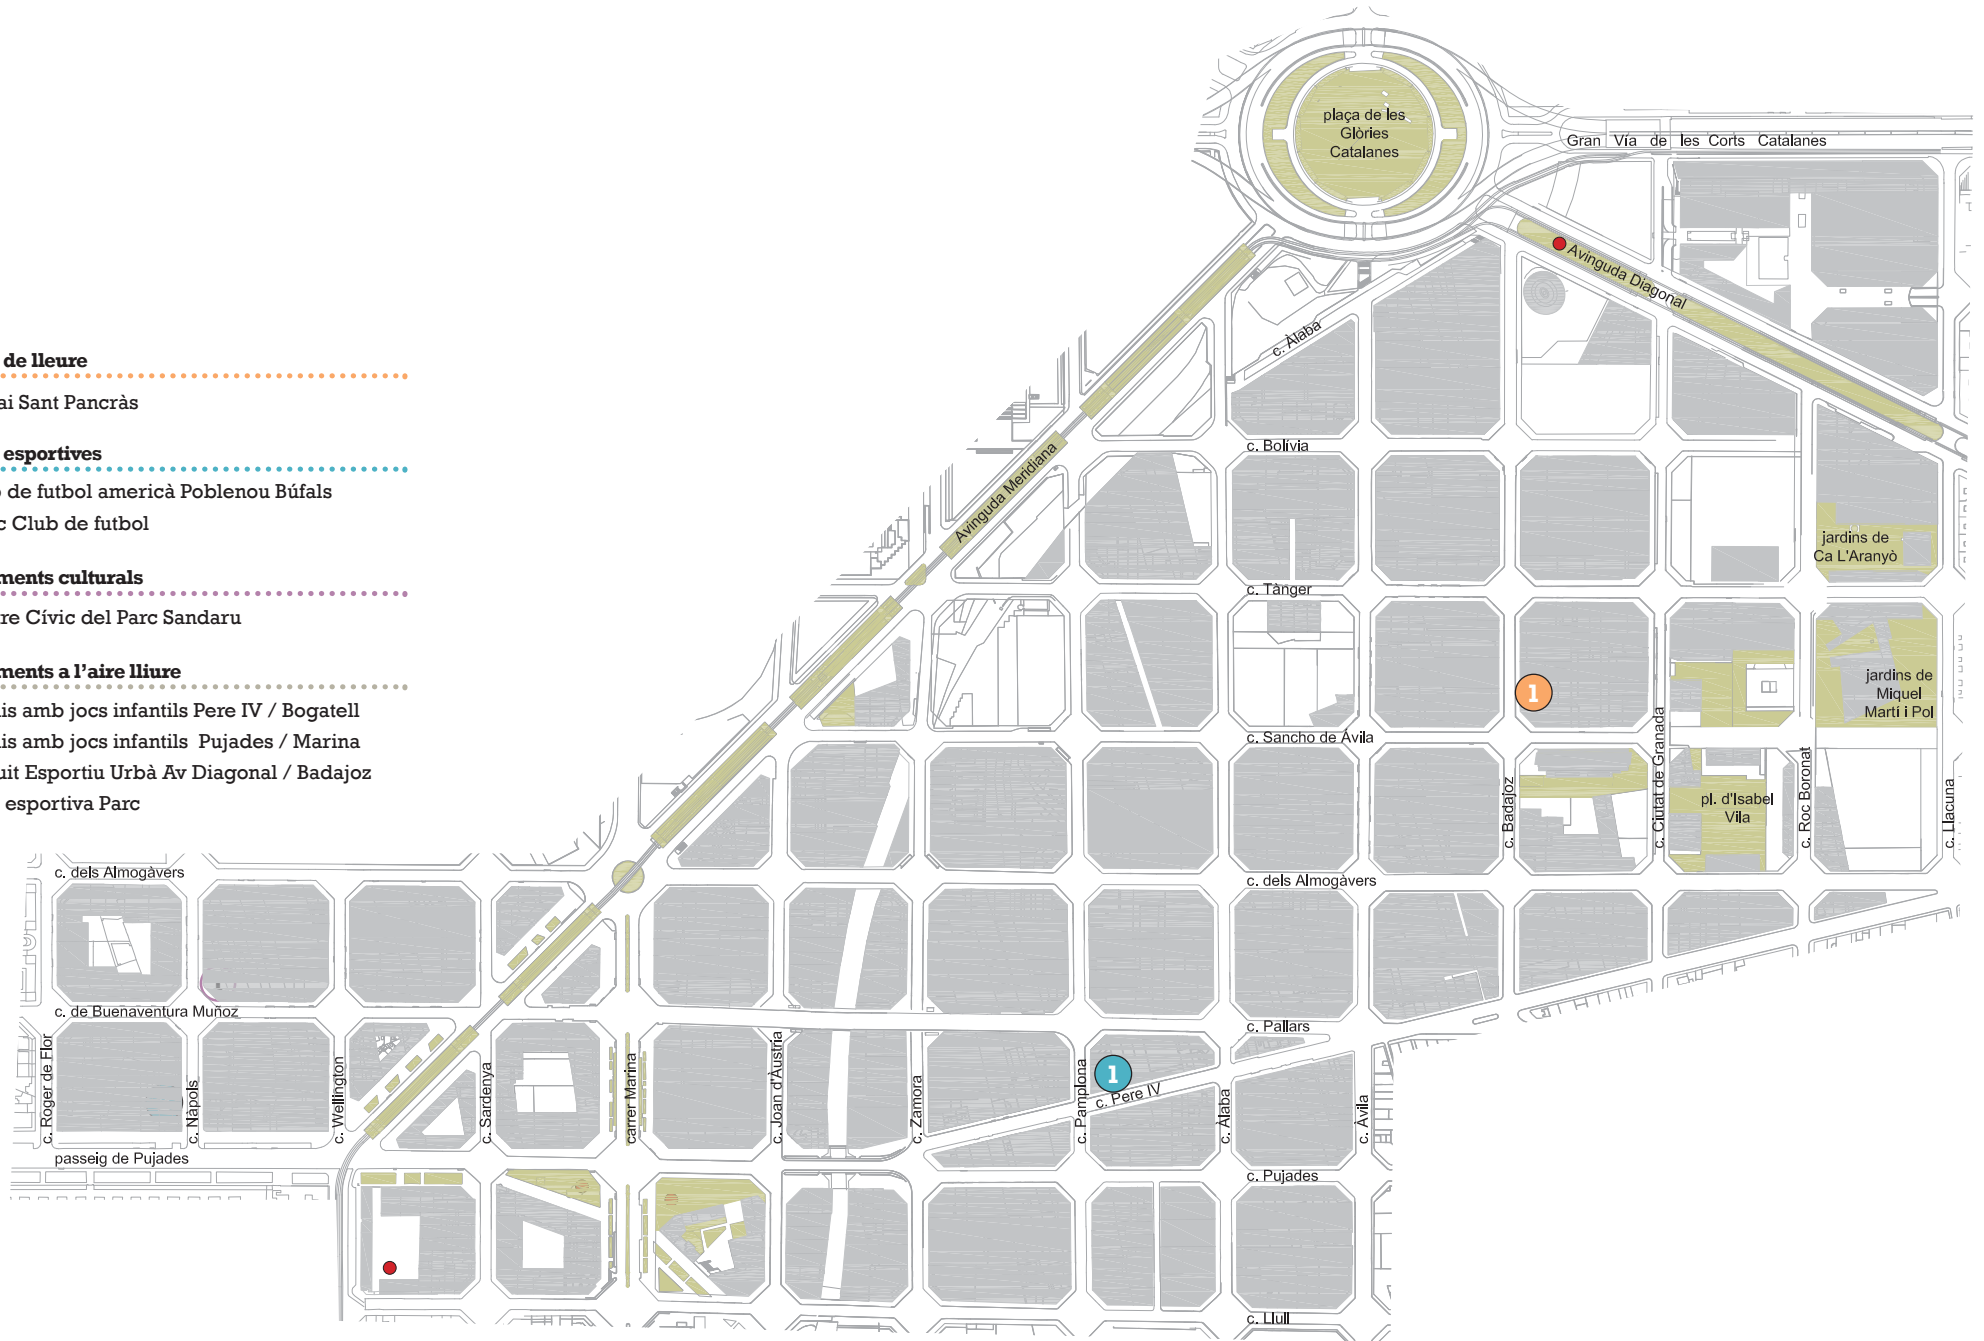 de lleure
ai Sant Pancràs
esportives
de futbol americà Poblenou Búfals
c Club de futbol
ments culturals
re Cívic del Parc Sandaru
ments a l'aire lliure
is amb jocs infantils Pere IV / Bogatell
is amb jocs infantils Pujades / Marina
uit Esportiu Urbà Av Diagonal / Badajoz
esportiva Parc
plaça de les
Glòries
Catalanes
Gran Vía de les Corts Catalanes
Avinguda Diagonal
c. Àlaba
c. Bolívia
Avinguda Meridiana
jardins de
Ca L'Aranyò
c. Tànger
1
jardins de
Miquel
Martí i Pol
c. Sancho de Ávila
c. Badajoz
c. Ciutat de Granada
pl. d'Isabel
Vila
c. Roc Boronat
c. Llacuna
c. dels Almogàvers
c. dels Almogàvers
c. de Buenaventura Muñoz
c. Pallars
c. Roger de Flor
c. Nàpols
c. Wellington
c. Sardenya
carrer Marina
c. Joan d'Àustria
c. Zamora
c. Pamplona
1
c. Pere IV
c. Àlaba
c. Àvila
passeig de Pujades
c. Pujades
c. Llull